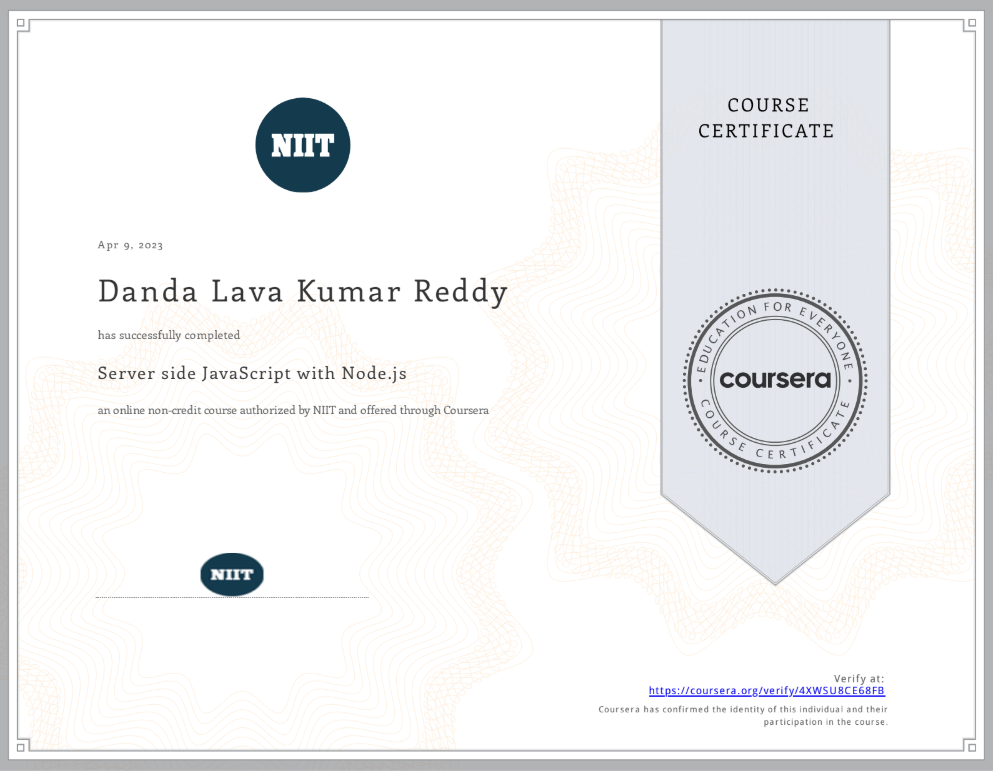 NIIT
COURSE
CERTIFICATE
Apr 9, 2023
Danda Lava Kumar Reddy
has successfully completed
Server side JavaScript with Node.js
an online non-credit course authorized by NIIT and offered through Coursera
EDUCATION FOR EVERYONE
coursera
COURSE CERTIFICATE
NIIT
Verify at:
https://coursera.org/verify/4XWSU8CE68FB
Coursera has confirmed the identity of this individual and their
participation in the course.